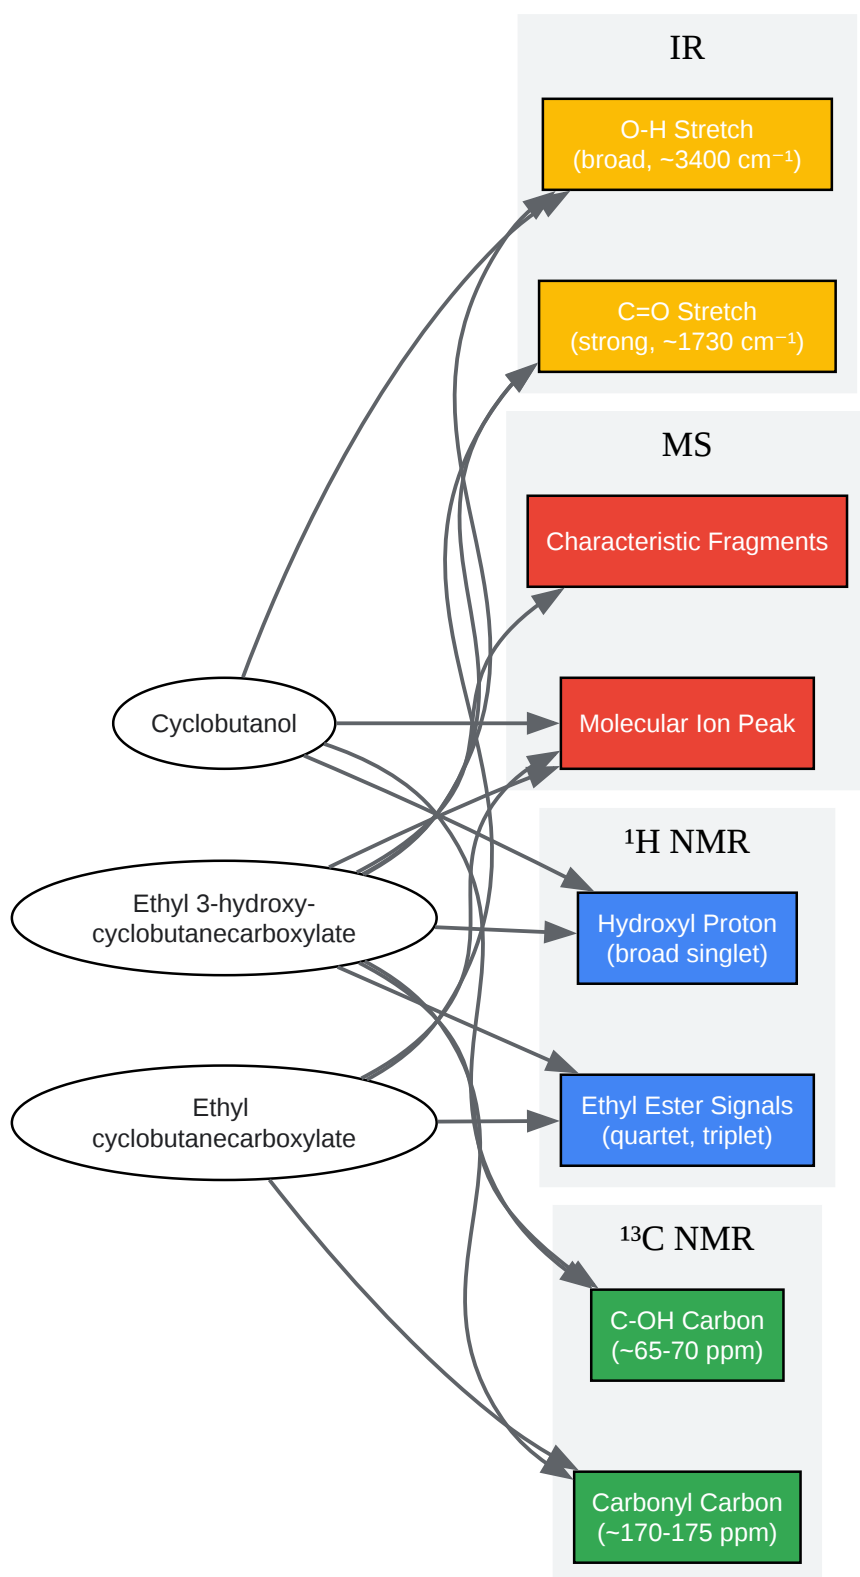 IR
O-H Stretch
(broad, ~3400 cm⁻¹)
C=O Stretch
(strong, ~1730 cm⁻¹)
MS
Characteristic Fragments
Cyclobutanol
Molecular Ion Peak
¹H NMR
Ethyl 3-hydroxy-
cyclobutanecarboxylate
Hydroxyl Proton
(broad singlet)
Ethyl
cyclobutanecarboxylate
Ethyl Ester Signals
(quartet, triplet)
¹³C NMR
C-OH Carbon
(~65-70 ppm)
Carbonyl Carbon
(~170-175 ppm)